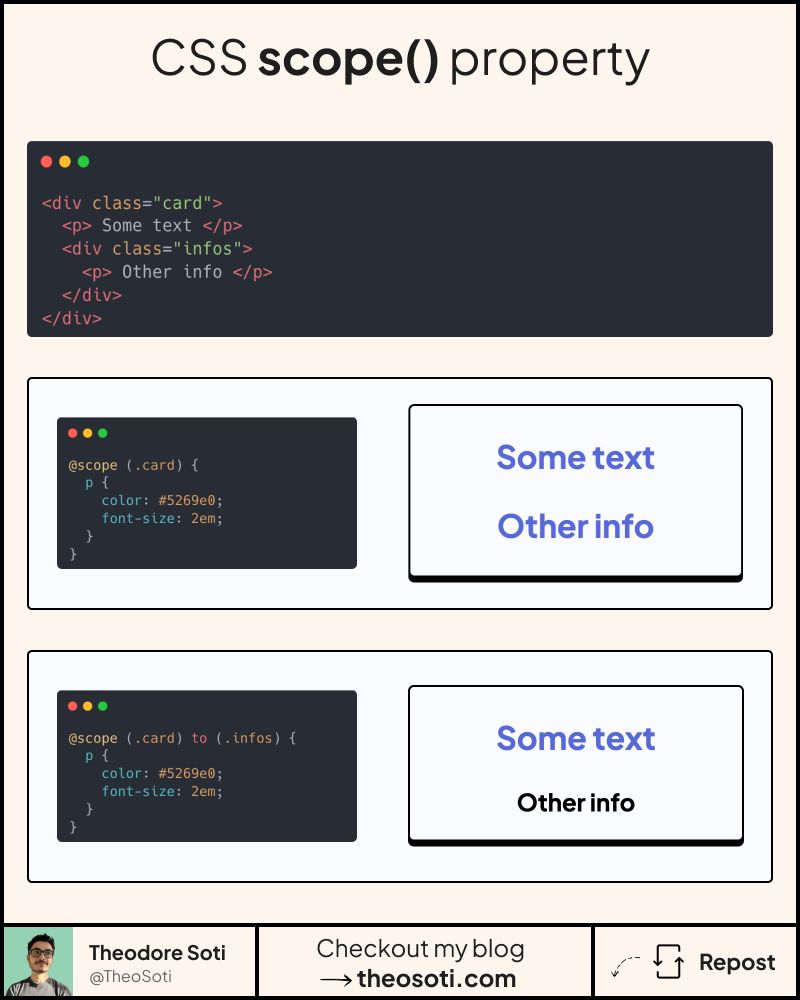 CSS scope() property
<div class="card">
  <p> Some text </p>
  <div class="infos">
    <p> Other info </p>
  </div>
</div>
@scope (.card) {
  p {
    color: #5269e0;
    font-size: 2em;
  }
}
Some text
Other info
@scope (.card) to (.infos) {
  p {
    color: #5269e0;
    font-size: 2em;
  }
}
Some text
Other info
Theodore Soti
@TheoSoti
Checkout my blog
theosoti.com
Repost